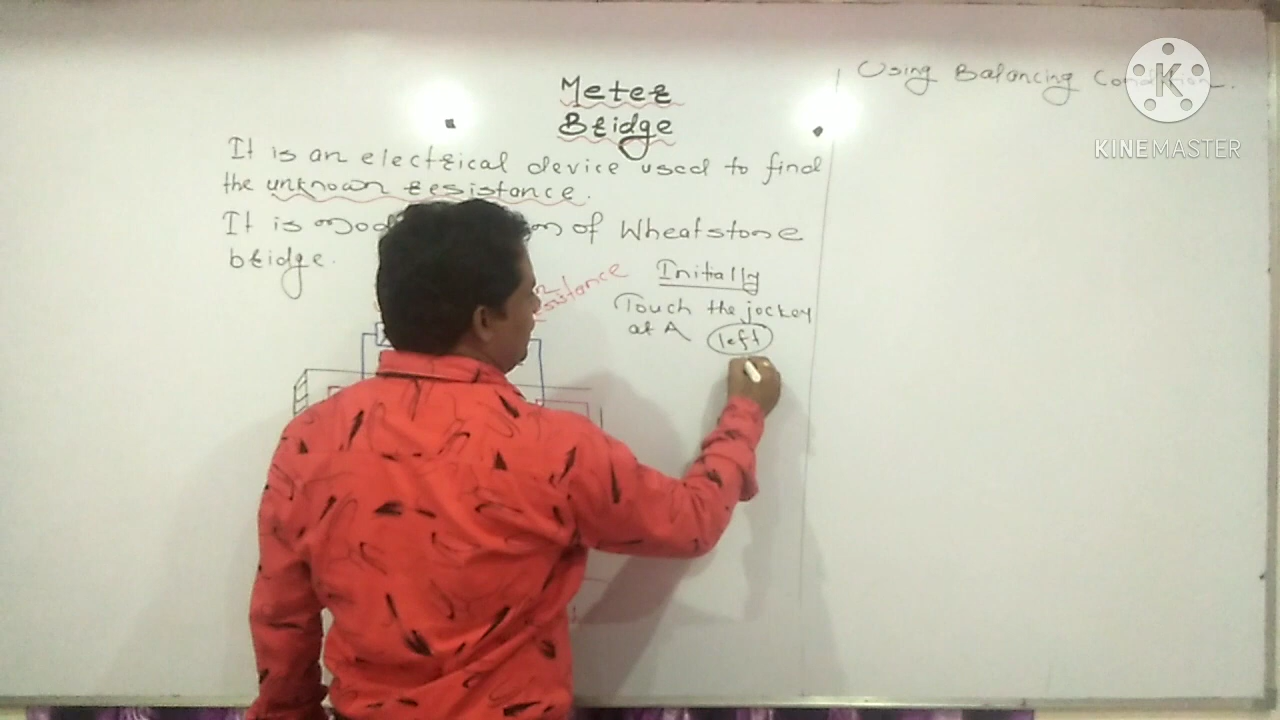 Meter
Bridge
It is an electrical device used to find
the unknown resistance.
It is of Wheatstone
bridge.
Initially
Touch the jockey
at A left
Using Balancing
K
KINEMASTER